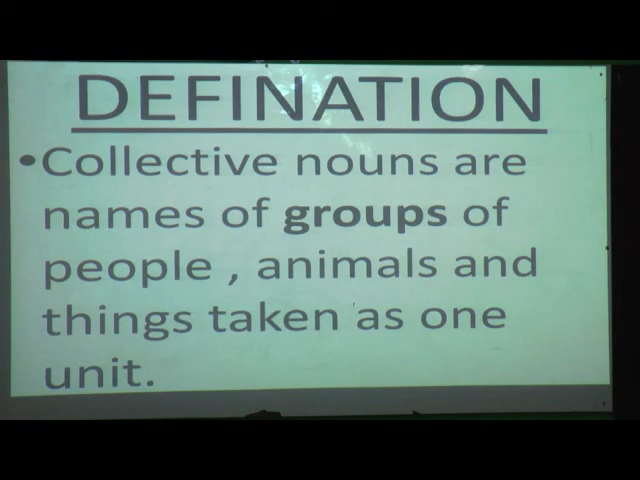 DEFINATION
•Collective nouns are
names of groups of
people , animals and
things taken as one
unit.